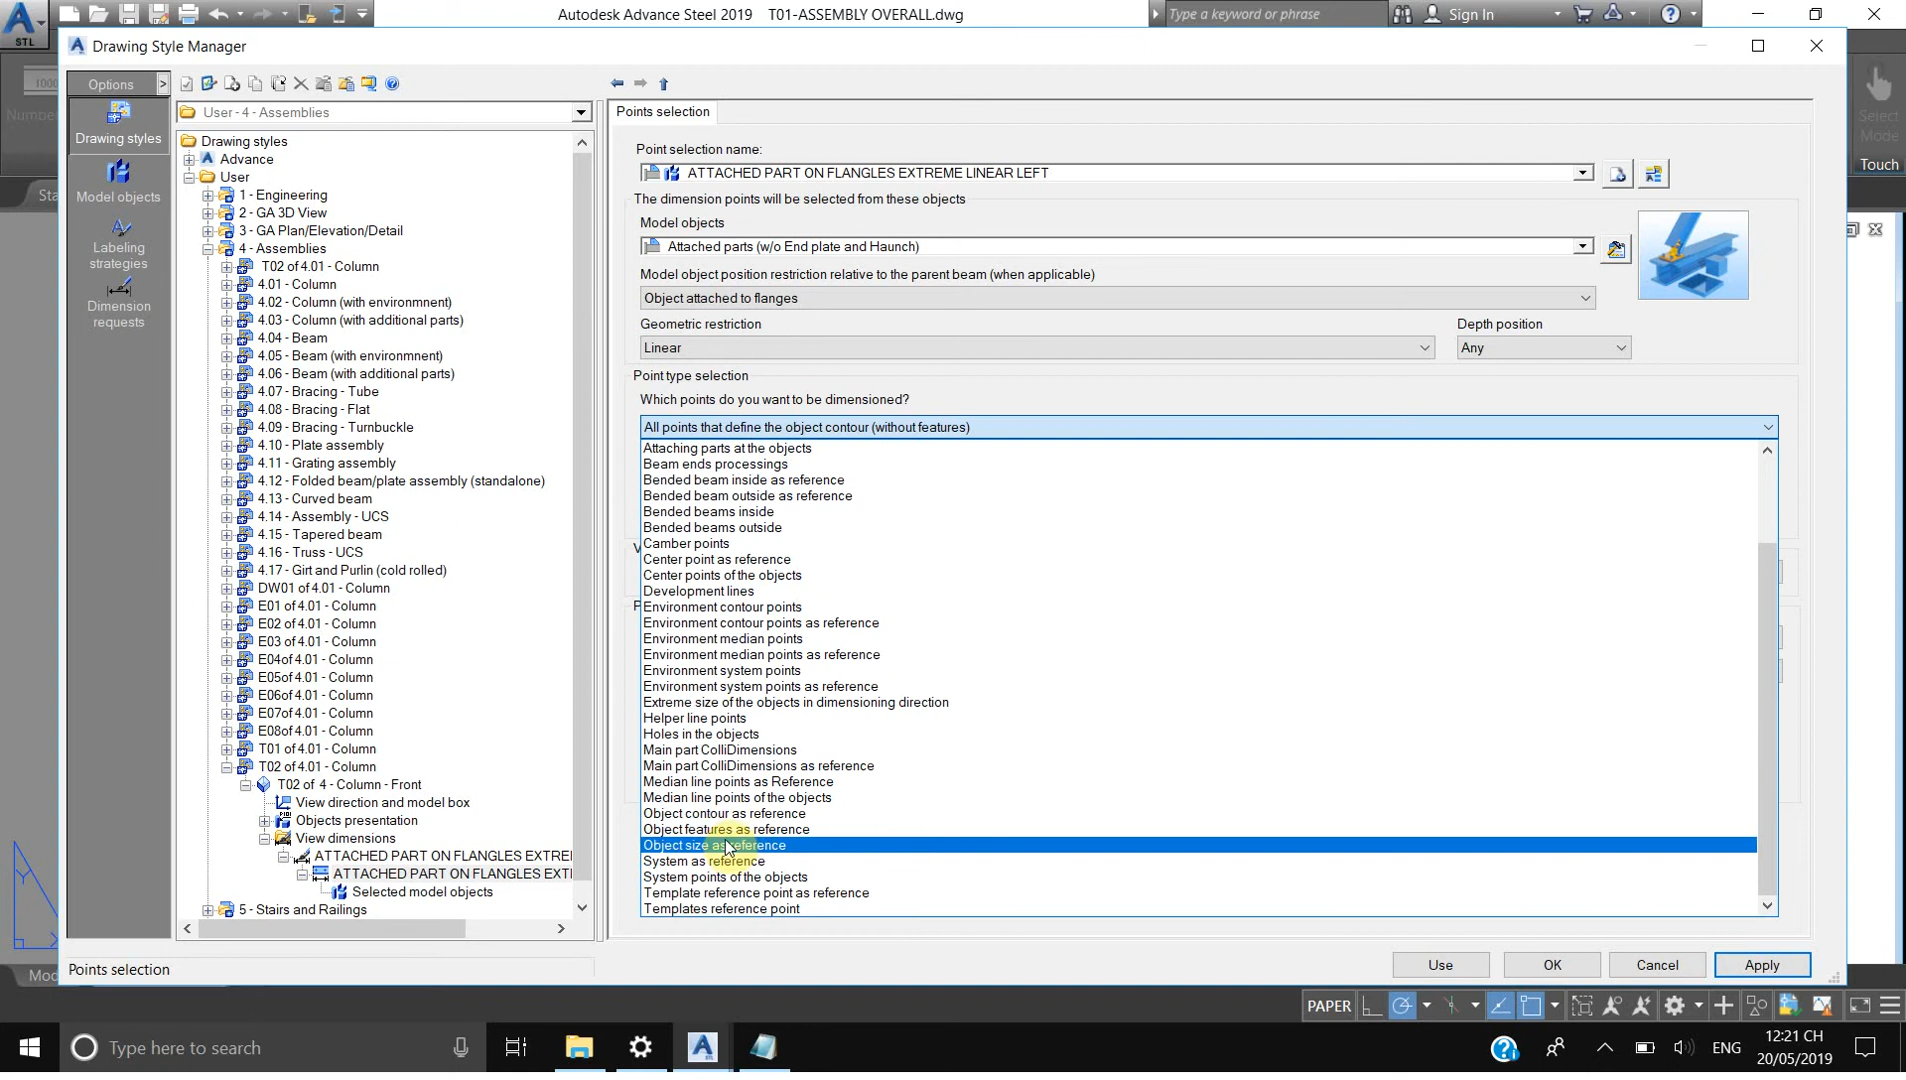 Autodesk Advance Steel 2019 T01-ASSEMBLY OVERALL.dwg
Type a keyword or phrase
Sign In
STL
Drawing Style Manager
Options
Drawing styles
Model objects
Labeling
strategies
Dimension
requests
User - 4 - Assemblies
Drawing styles
Advance
User
1 - Engineering
2 - GA 3D View
3 - GA Plan/Elevation/Detail
4 - Assemblies
T02 of 4.01 - Column
4.01 - Column
4.02 - Column (with environmnent)
4.03 - Column (with additional parts)
4.04 - Beam
4.05 - Beam (with environmnent)
4.06 - Beam (with additional parts)
4.07 - Bracing - Tube
4.08 - Bracing - Flat
4.09 - Bracing - Turnbuckle
4.10 - Plate assembly
4.11 - Grating assembly
4.12 - Folded beam/plate assembly (standalone)
4.13 - Curved beam
4.14 - Assembly - UCS
4.15 - Tapered beam
4.16 - Truss - UCS
4.17 - Girt and Purlin (cold rolled)
DW01 of 4.01 - Column
E01 of 4.01 - Column
E02 of 4.01 - Column
E03 of 4.01 - Column
E04of 4.01 - Column
E05of 4.01 - Column
E06of 4.01 - Column
E07of 4.01 - Column
E08of 4.01 - Column
T01 of 4.01 - Column
T02 of 4.01 - Column
T02 of 4 - Column - Front
View direction and model box
Objects presentation
View dimensions
ATTACHED PART ON FLANGLES EXTREM
ATTACHED PART ON FLANGLES EXTI
Selected model objects
5 - Stairs and Railings
Points selection
Points selection
Point selection name:
ATTACHED PART ON FLANGLES EXTREME LINEAR LEFT
The dimension points will be selected from these objects
Model objects
Attached parts (w/o End plate and Haunch)
Model object position restriction relative to the parent beam (when applicable)
Object attached to flanges
Geometric restriction
Depth position
Linear
Any
Point type selection
Which points do you want to be dimensioned?
All points that define the object contour (without features)
Attaching parts at the objects
Beam ends processings
Bended beam inside as reference
Bended beam outside as reference
Bended beams inside
Bended beams outside
Camber points
Center point as reference
Center points of the objects
Development lines
Environment contour points
Environment contour points as reference
Environment median points
Environment median points as reference
Environment system points
Environment system points as reference
Extreme size of the objects in dimensioning direction
Helper line points
Holes in the objects
Main part ColliDimensions
Main part ColliDimensions as reference
Median line points as Reference
Median line points of the objects
Object contour as reference
Object features as reference
Object size as reference
System as reference
System points of the objects
Template reference point as reference
Templates reference point
Use
OK
Cancel
Apply
Select
Mode
Touch
PAPER
Type here to search
ENG
12:21 CH
20/05/2019